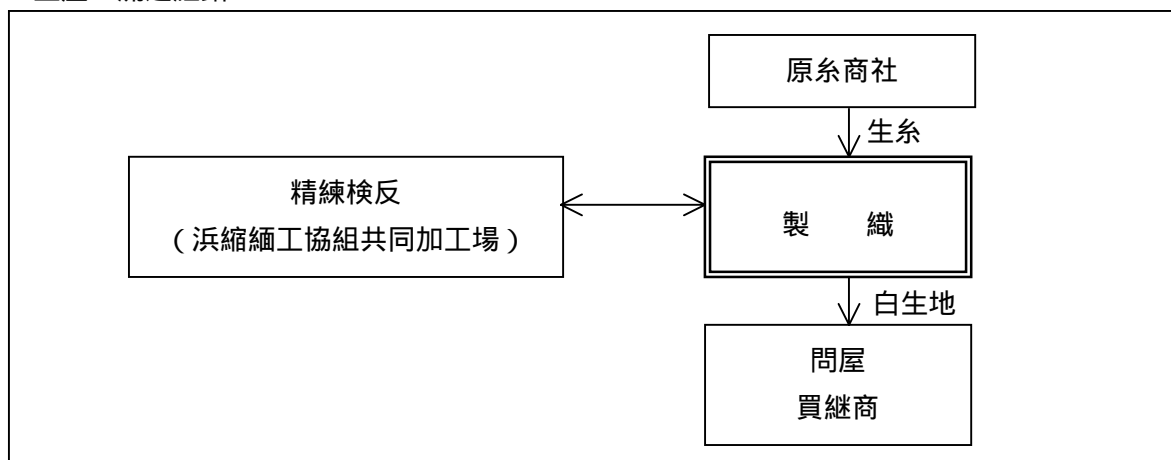 原糸商社
生糸
精練検反
(浜縮緬工協組共同加工場)
製　　織
白生地
問屋
買継商